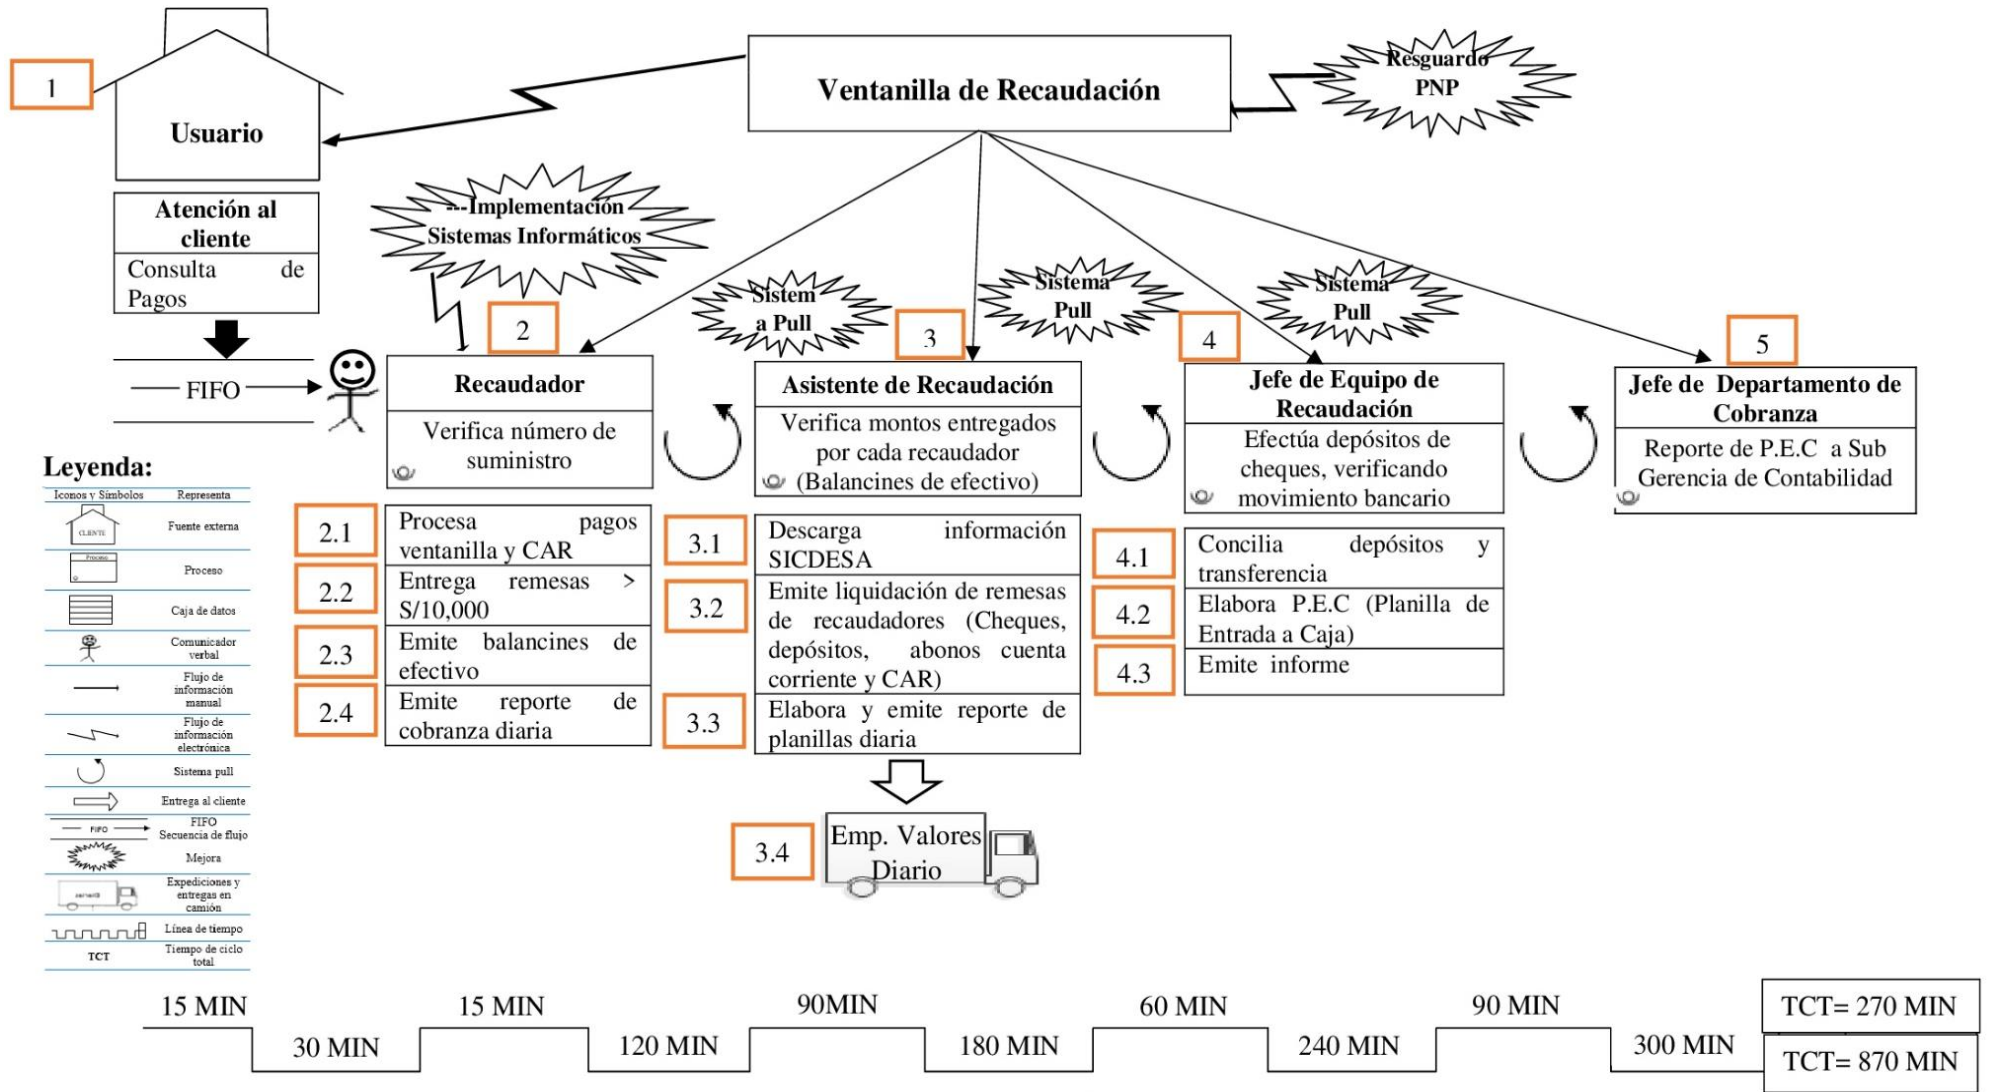 1
Usuario
Ventanilla de Recaudación
Resguardo
PNP
Atención al
cliente
Consulta de
Pagos
FIFO
---Implementación
Sistemas Informáticos
Sistem
a Pull
Sistema
Pull
Sistema
Pull
2
Recaudador
Verifica número de
suministro
2.1
Procesa pagos
ventanilla y CAR
2.2
Entrega remesas >
S/10,000
2.3
Emite balancines de
efectivo
2.4
Emite reporte de
cobranza diaria
3
Asistente de Recaudación
Verifica montos entregados
por cada recaudador
(Balancines de efectivo)
3.1
Descarga información
SICDESA
3.2
Emite liquidación de remesas
de recaudadores (Cheques,
depósitos, abonos cuenta
corriente y CAR)
3.3
Elabora y emite reporte de
planillas diaria
3.4
Emp. Valores
Diario
4
Jefe de Equipo de
Recaudación
Efectúa depósitos de
cheques, verificando
movimiento bancario
4.1
Concilia depósitos y
transferencia
4.2
Elabora P.E.C (Planilla de
Entrada a Caja)
4.3
Emite informe
5
Jefe de Departamento de
Cobranza
Reporte de P.E.C a Sub
Gerencia de Contabilidad
Leyenda:
Iconos y Símbolos Representa
CLIENTE
Fuente externa
Proceso
Proceso
Caja de datos
Comunicador
verbal
Flujo de
información
manual
Flujo de
información
electrónica
Sistema pull
Entrega al cliente
FIFO
FIFO
Secuencia de flujo
Mejora
Expediciones y
entregas en
camión
Línea de tiempo
TCT
Tiempo de ciclo
total
15 MIN 15 MIN 90MIN 60 MIN 90 MIN TCT= 270 MIN
30 MIN 120 MIN 180 MIN 240 MIN 300 MIN TCT= 870 MIN